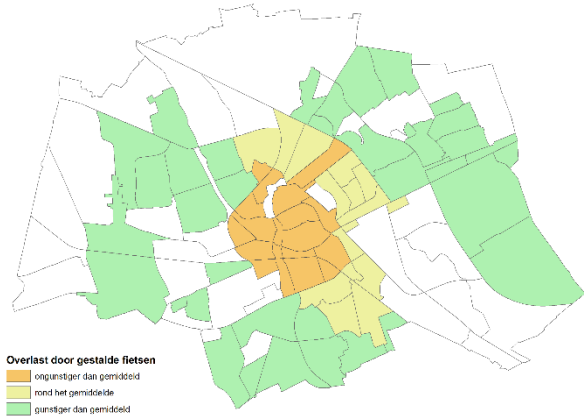 Overlast door gestalde fietsen
ongunstiger dan gemiddeld
rond het gemiddelde
gunstiger dan gemiddeld